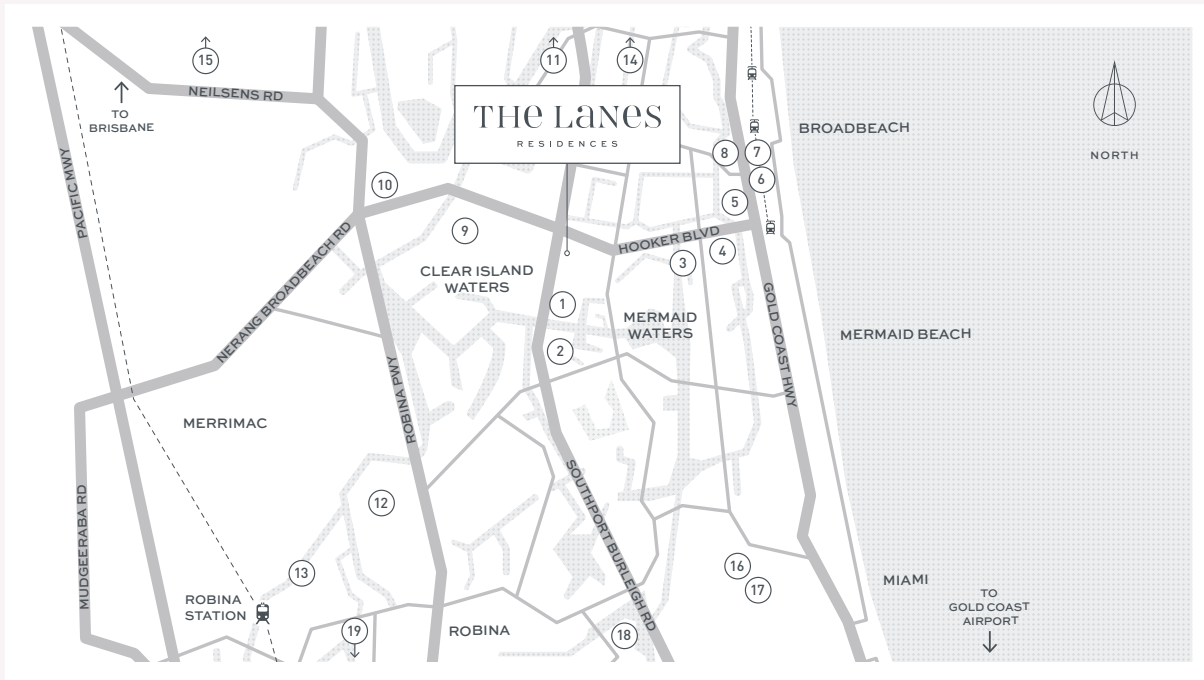 15
11
14
NEILSENS RD
TO
BRISBANE
THE LANES
RESIDENCES
BROADBEACH
NORTH
PACIFIC MWY
8
7
6
5
10
9
HOOKER BLVD
4
3
NERANG BROADBEACH RD
CLEAR ISLAND
WATERS
1
MERMAID
WATERS
GOLD COAST HWY
MERMAID BEACH
2
ROBINA PWY
MERRIMAC
MUDGEERABA RD
12
SOUTHPORT BURLEIGH RD
13
16
17
MIAMI
TO
GOLD COAST
AIRPORT
ROBINA
STATION
19
ROBINA
18